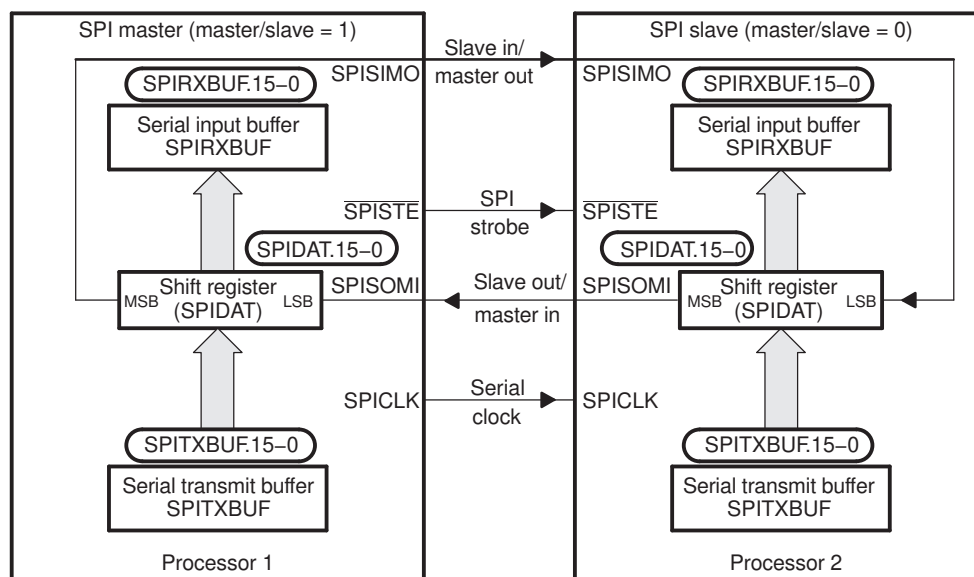 SPI master (master/slave = 1)
SPIRXBUF.15−0
SPISIMO
Serial input buffer
SPIRXBUF
SPISTE
SPIDAT.15−0
MSB
Shift register
(SPIDAT)
LSB
SPISOMI
SPICLK
SPITXBUF.15−0
Serial transmit buffer
SPITXBUF
Processor 1
Slave in/
master out
SPI
strobe
Slave out/
master in
Serial
clock
SPI slave (master/slave = 0)
SPISIMO
SPIRXBUF.15−0
Serial input buffer
SPIRXBUF
SPISTE
SPIDAT.15−0
SPISOMI
MSB
Shift register
(SPIDAT)
LSB
SPICLK
SPITXBUF.15−0
Serial transmit buffer
SPITXBUF
Processor 2